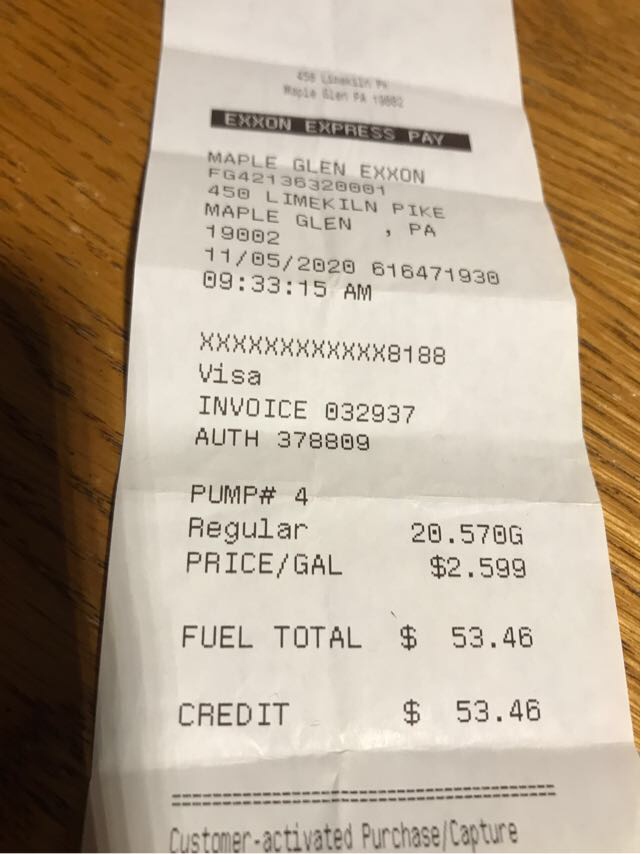 450 Limekiln Pk
Maple Glen PA 19002
EXXON EXPRESS PAY
MAPLE GLEN EXXON
FG42136320001
450 LIMEKILN PIKE
MAPLE GLEN , PA
19002
11/05/2020 616471930
09:33:15 AM
XXXXXXXXXXXX8188
Visa
INVOICE 032937
AUTH 378809
PUMP# 4
Regular 20.570G
PRICE/GAL $2.599
FUEL TOTAL $ 53.46
CREDIT $ 53.46
=====================================
Customer-activated Purchase/Capture